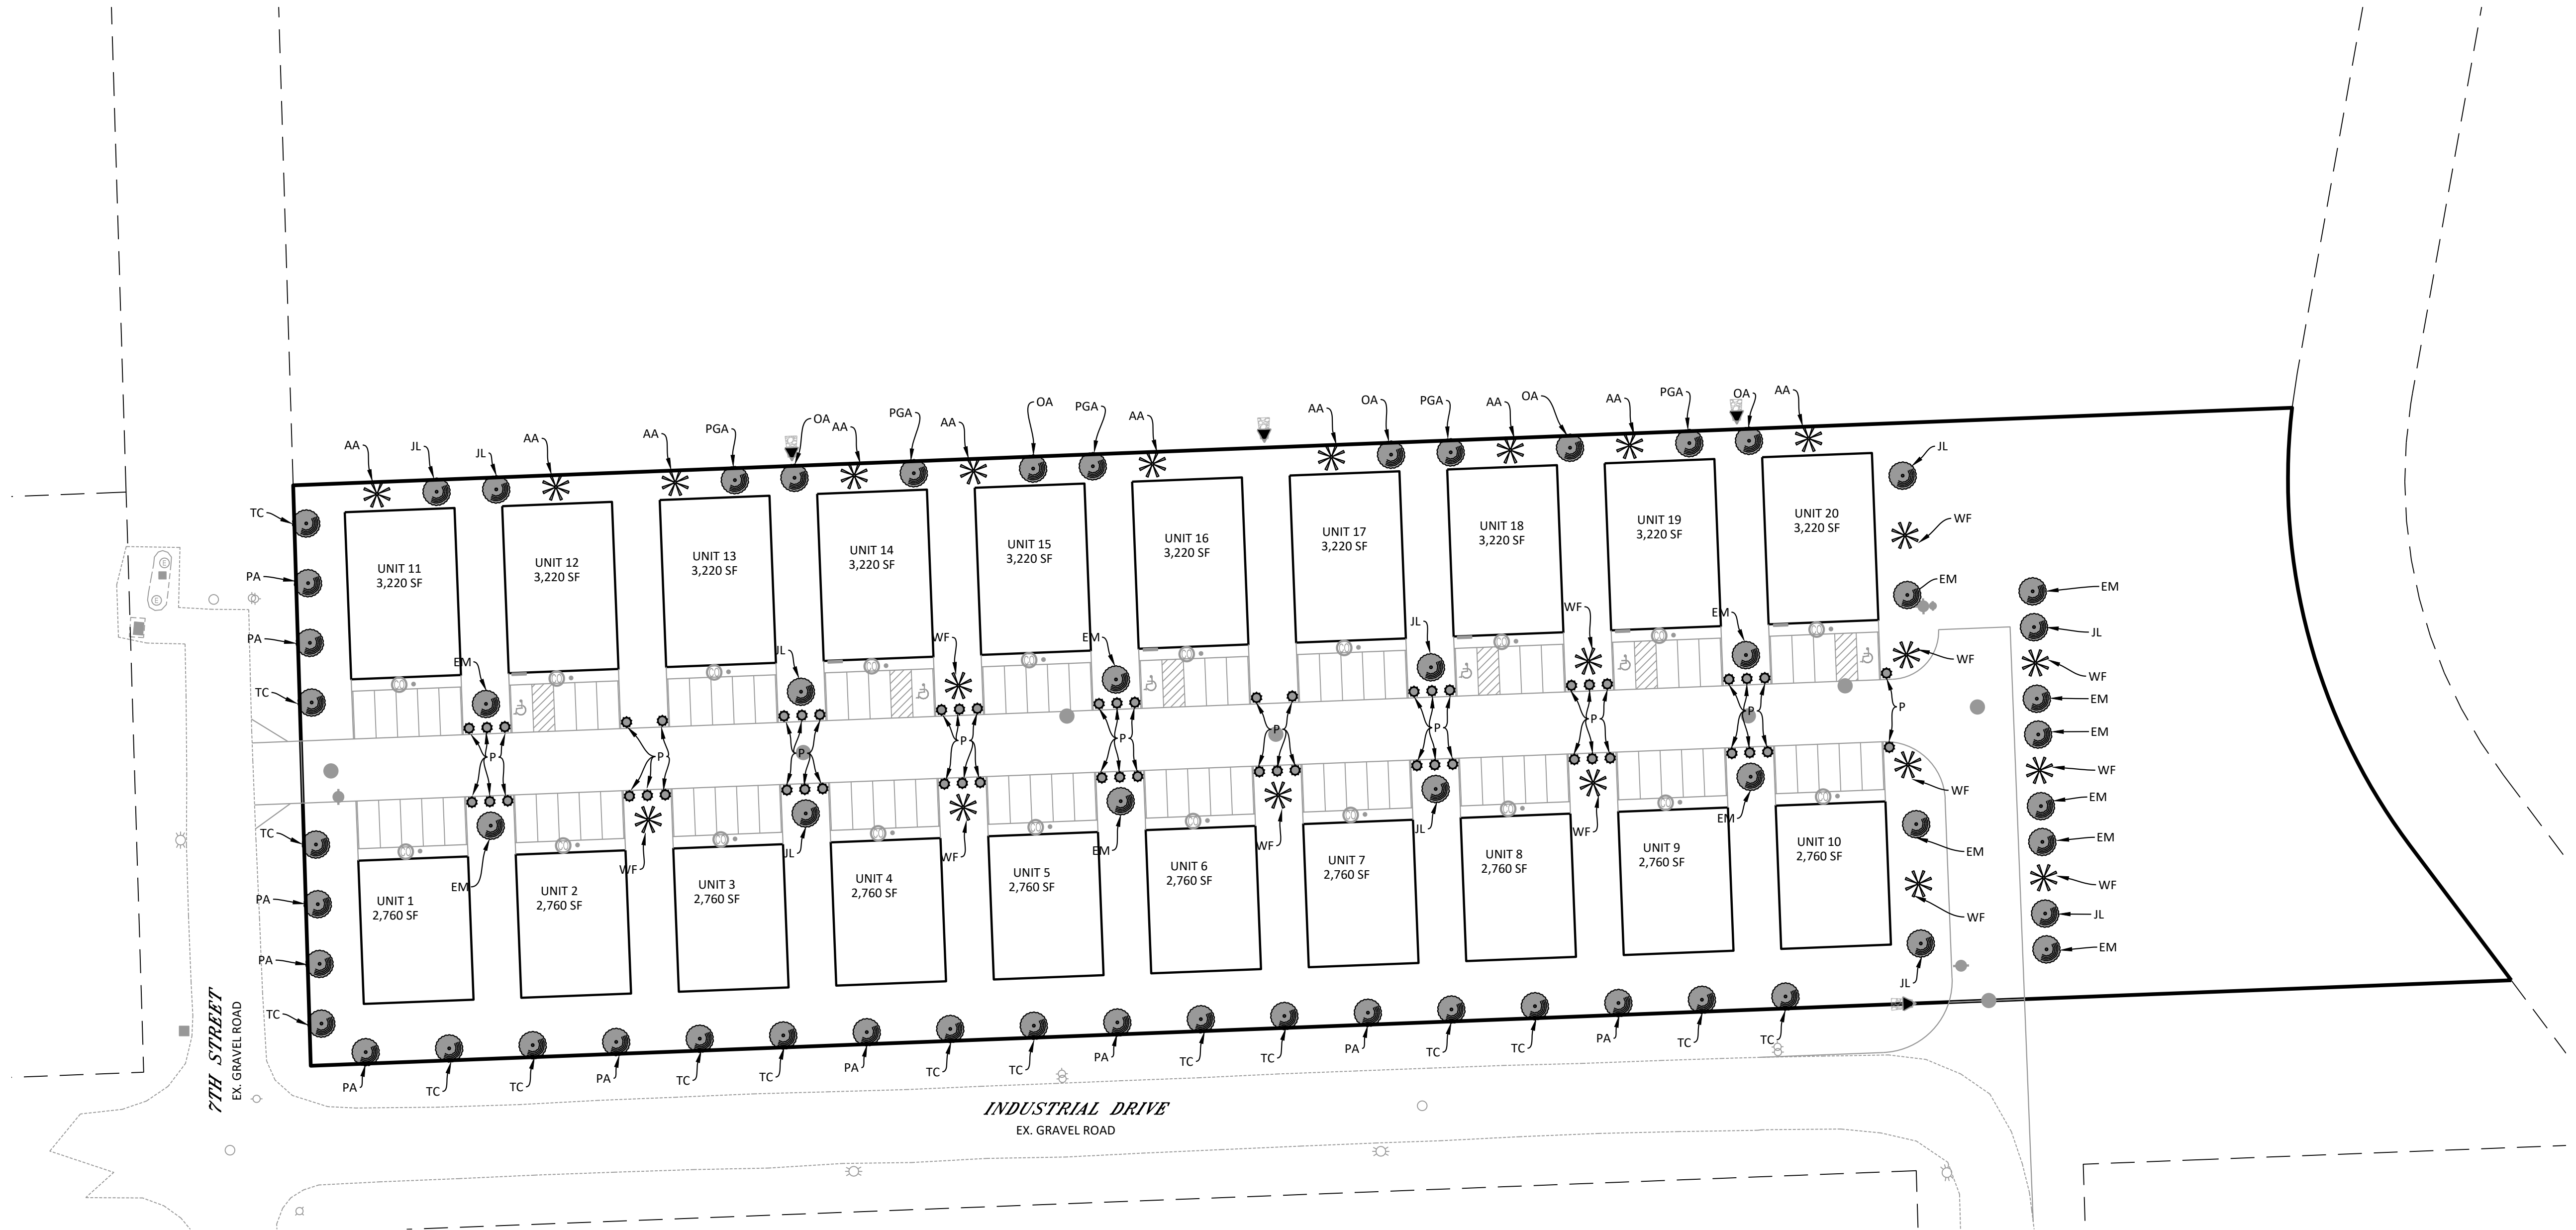 OA
PGA
OA
AA
OA
PGA
PGA
OA
AA
AA
PGA
AA
AA
OA
AA
AA
AA
PGA
AA
JL
AA
JL
JL
TC
WF
UNIT 20
3,220 SF
UNIT 19
3,220 SF
UNIT 18
3,220 SF
UNIT 17
3,220 SF
UNIT 16
3,220 SF
UNIT 15
3,220 SF
UNIT 14
3,220 SF
UNIT 13
3,220 SF
UNIT 12
3,220 SF
UNIT 11
3,220 SF
E
E
PA
EM
EM
PA
WF
EM
JL
JL
WF
EM
WF
JL
EM
WF
WF
TC
EM
P
P
P
P
P
P
P
P
P
P
EM
WF
WF
EM
TC
EM
WF
JL
WF
EM
WF
JL
WF
EM
EM
EM
WF
UNIT 1
2,760 SF
UNIT 2
2,760 SF
UNIT 3
2,760 SF
UNIT 4
2,760 SF
UNIT 5
2,760 SF
UNIT 6
2,760 SF
UNIT 7
2,760 SF
UNIT 8
2,760 SF
UNIT 9
2,760 SF
UNIT 10
2,760 SF
PA
WF
JL
EM
PA
JL
TC
7TH STREET
EX. GRAVEL ROAD
PA
TC
TC
PA
TC
TC
PA
TC
TC
PA
TC
TC
PA
TC
TC
PA
TC
TC
INDUSTRIAL DRIVE
EX. GRAVEL ROAD